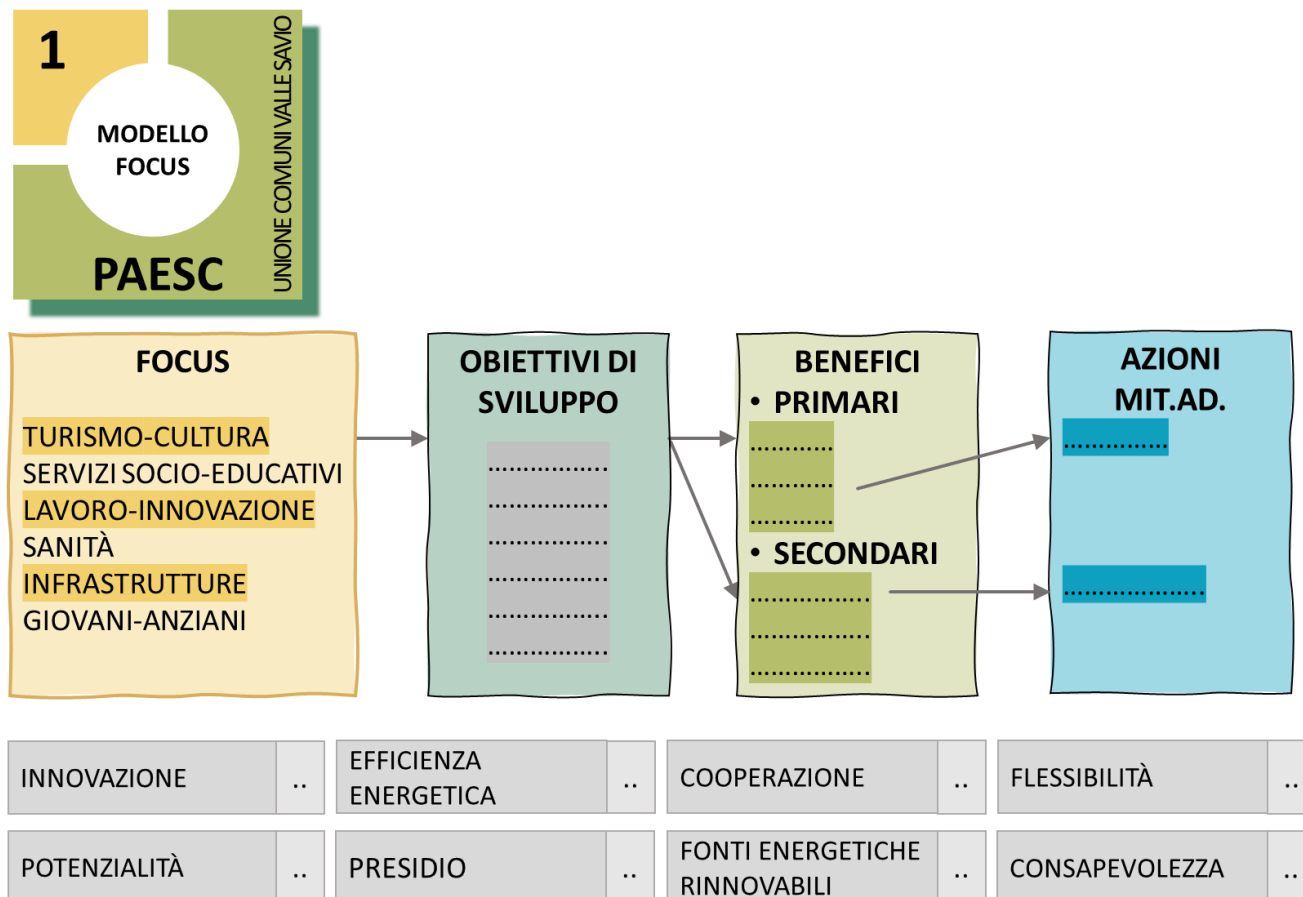 1
MODELLO
FOCUS
PAESC
UNIONE COMUNI VALLE SAVIO
FOCUS
TURISMO-CULTURA
SERVIZI SOCIO-EDUCATIVI
LAVORO-INNOVAZIONE
SANITÀ
INFRASTRUTTURE
GIOVANI-ANZIANI
OBIETTIVI DI
SVILUPPO
……………..
……………..
……………..
……………..
……………..
……………..
BENEFICI
• PRIMARI
…………
…………
…………
• SECONDARI
……………..
……………..
……………..
AZIONI
MIT.AD.
……………
………………..
INNOVAZIONE ..
EFFICIENZA
ENERGETICA ..
COOPERAZIONE ..
FLESSIBILITÀ ..
POTENZIALITÀ ..
PRESIDIO ..
FONTI ENERGETICHE
RINNOVABILI ..
CONSAPEVOLEZZA ..